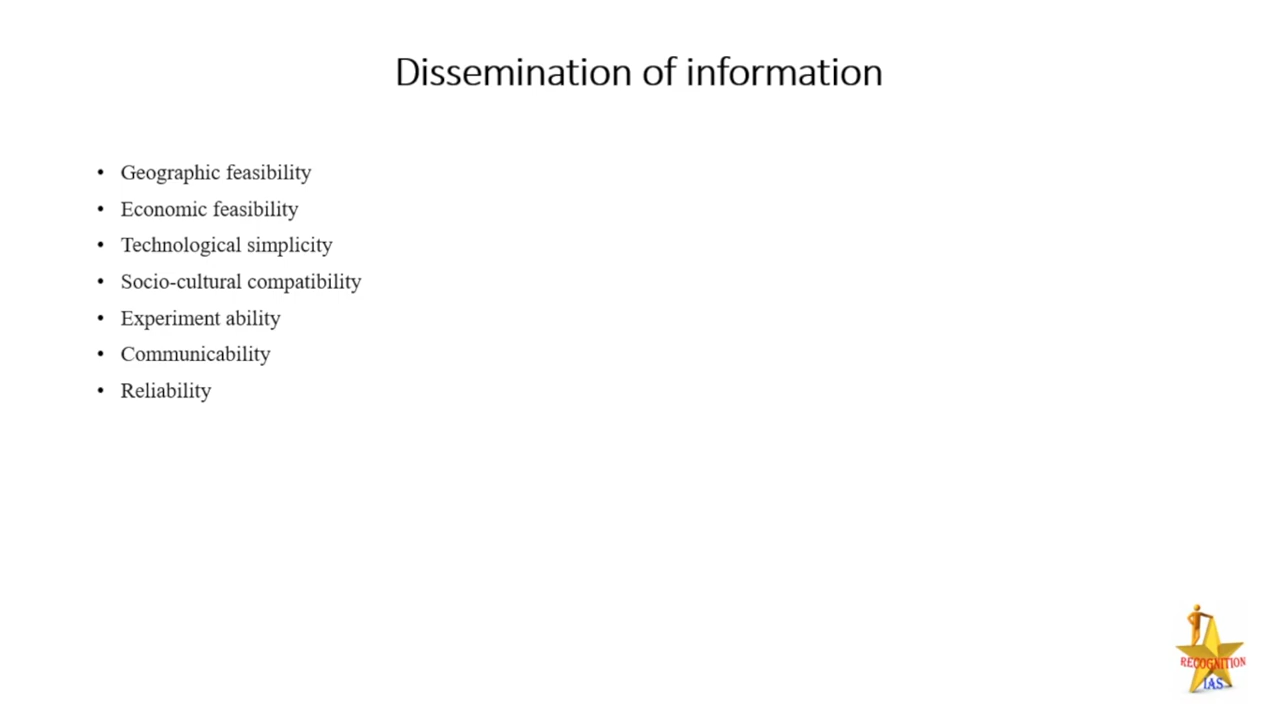 Dissemination of information
• Geographic feasibility
• Economic feasibility
• Technological simplicity
• Socio-cultural compatibility
• Experiment ability
• Communicability
• Reliability
RECOGNITION
IAS